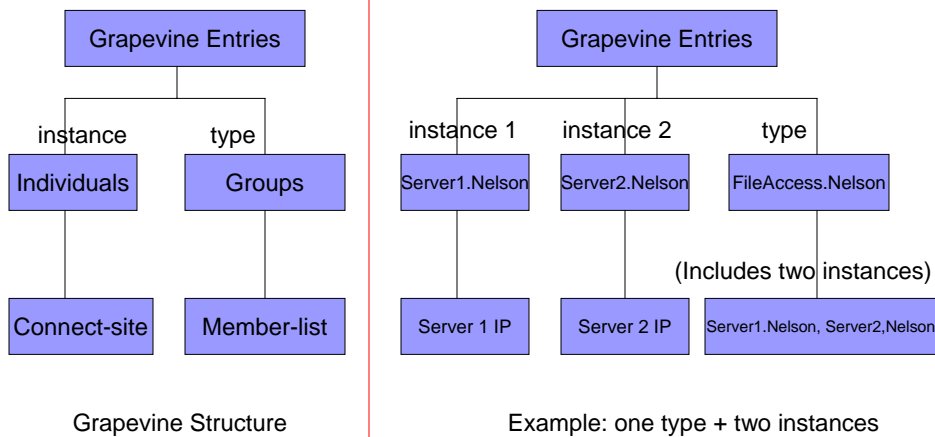 Grapevine Entries
instance
type
Individuals
Groups
Connect-site
Member-list
Grapevine Structure
Grapevine Entries
instance 1
instance 2
type
Server1.Nelson
Server2.Nelson
FileAccess.Nelson
(Includes two instances)
Server 1 IP
Server 2 IP
Server1.Nelson, Server2,Nelson
Example: one type + two instances